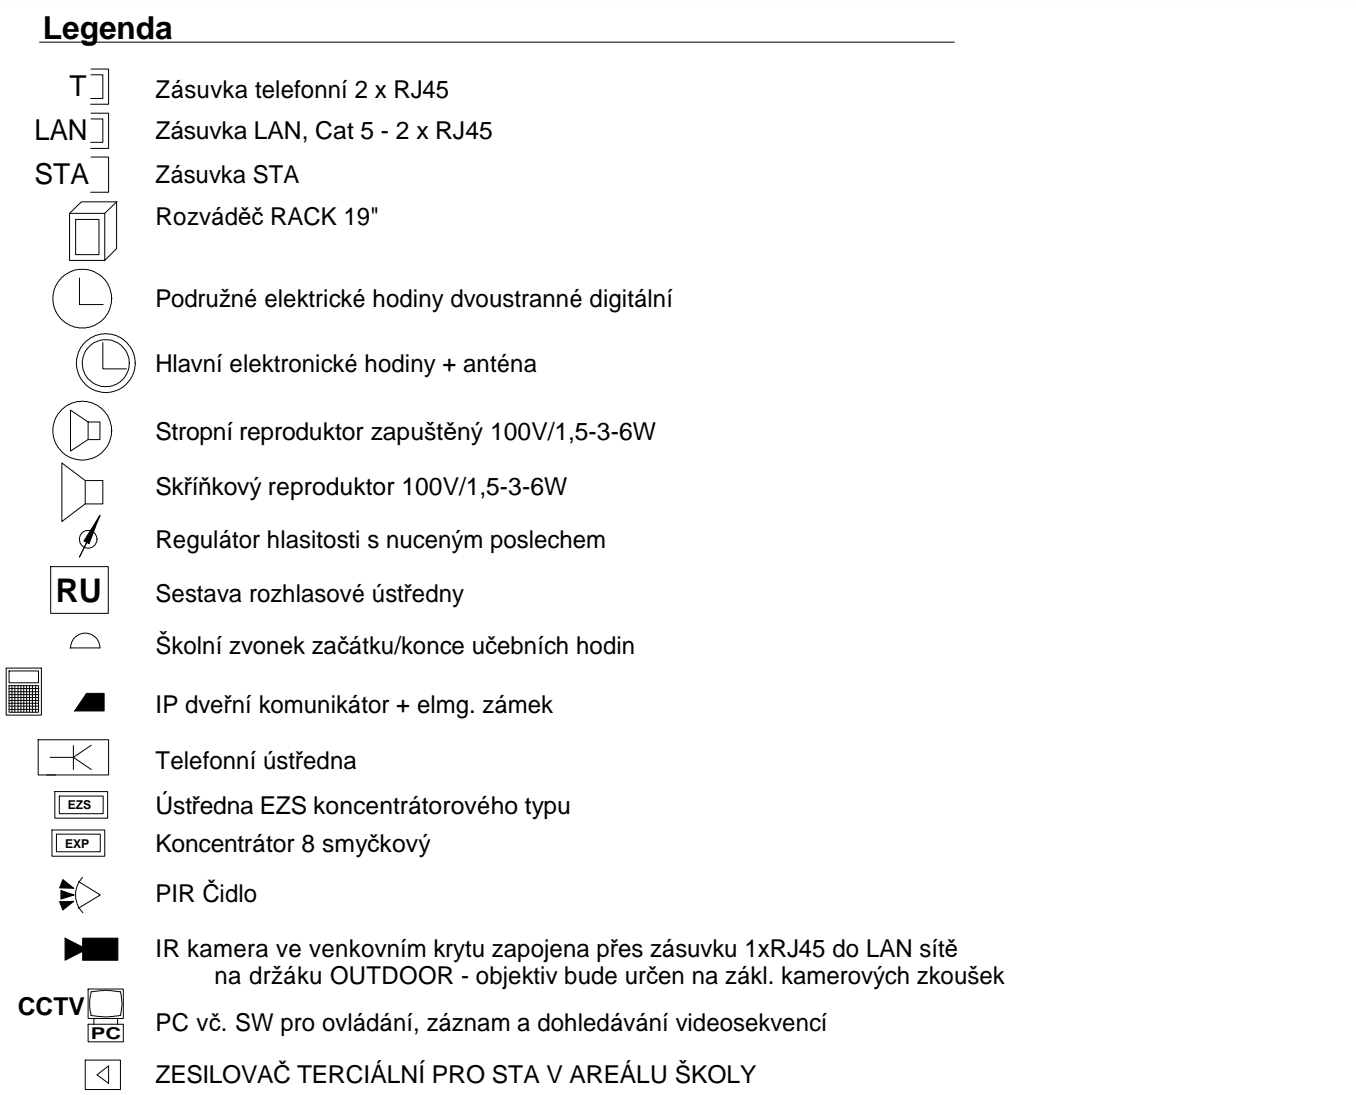 Legenda
T Zásuvka telefonní 2 x RJ45
LAN Zásuvka LAN, Cat 5 - 2 x RJ45
STA Zásuvka STA
Rozváděč RACK 19"
Podružné elektrické hodiny dvoustranné digitální
Hlavní elektronické hodiny + anténa
Stropní reproduktor zapuštěný 100V/1,5-3-6W
Skříňkový reproduktor 100V/1,5-3-6W
Regulátor hlasitosti s nuceným poslechem
RU Sestava rozhlasové ústředny
Školní zvonek začátku/konce učebních hodin
IP dveřní komunikátor + elmg. zámek
Telefonní ústředna
EZS Ústředna EZS koncentrátorového typu
EXP Koncentrátor 8 smyčkový
PIR Čidlo
IR kamera ve venkovním krytu zapojena přes zásuvku 1xRJ45 do LAN sítě
na držáku OUTDOOR - objektiv bude určen na zákl. kamerových zkoušek
CCTV PC PC vč. SW pro ovládání, záznam a dohledávání videosekvencí
ZESILOVAČ TERCIÁLNÍ PRO STA V AREÁLU ŠKOLY